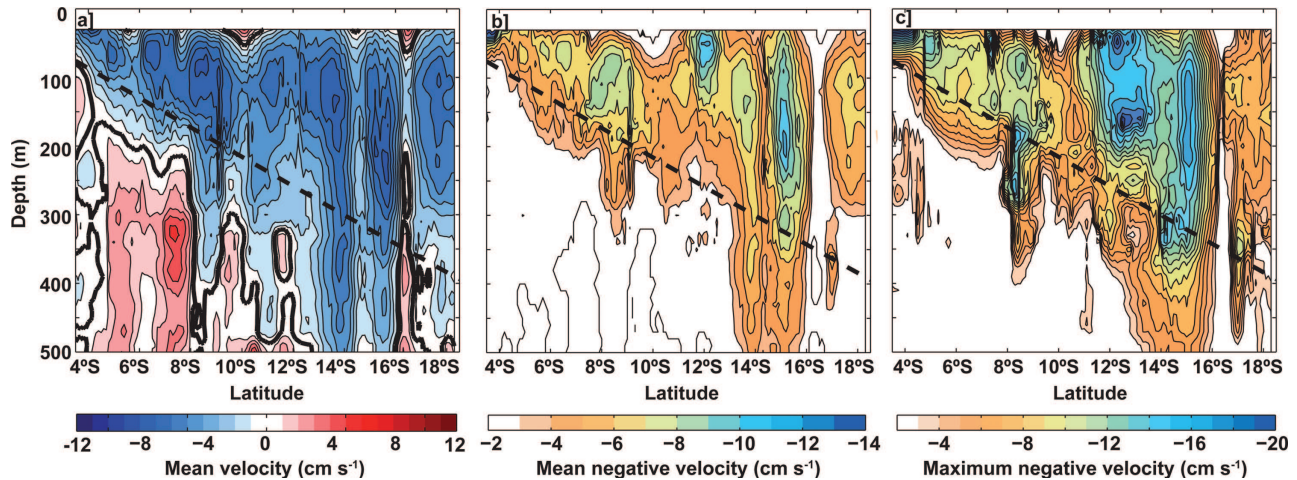 a]
b]
c]
0
100
200
300
400
500
Depth (m)
4ºS 6ºS 8ºS 10ºS 12ºS 14ºS 16ºS 18ºS
4ºS 6ºS 8ºS 10ºS 12ºS 14ºS 16ºS 18ºS
4ºS 6ºS 8ºS 10ºS 12ºS 14ºS 16ºS 18ºS
Latitude
Latitude
Latitude
-12 -8 -4 0 4 8 12
Mean velocity (cm s⁻¹)
−2 −4 −6 −8 −10 −12 −14
Mean negative velocity (cm s⁻¹)
−4 −8 −12 −16 −20
Maximum negative velocity (cm s⁻¹)